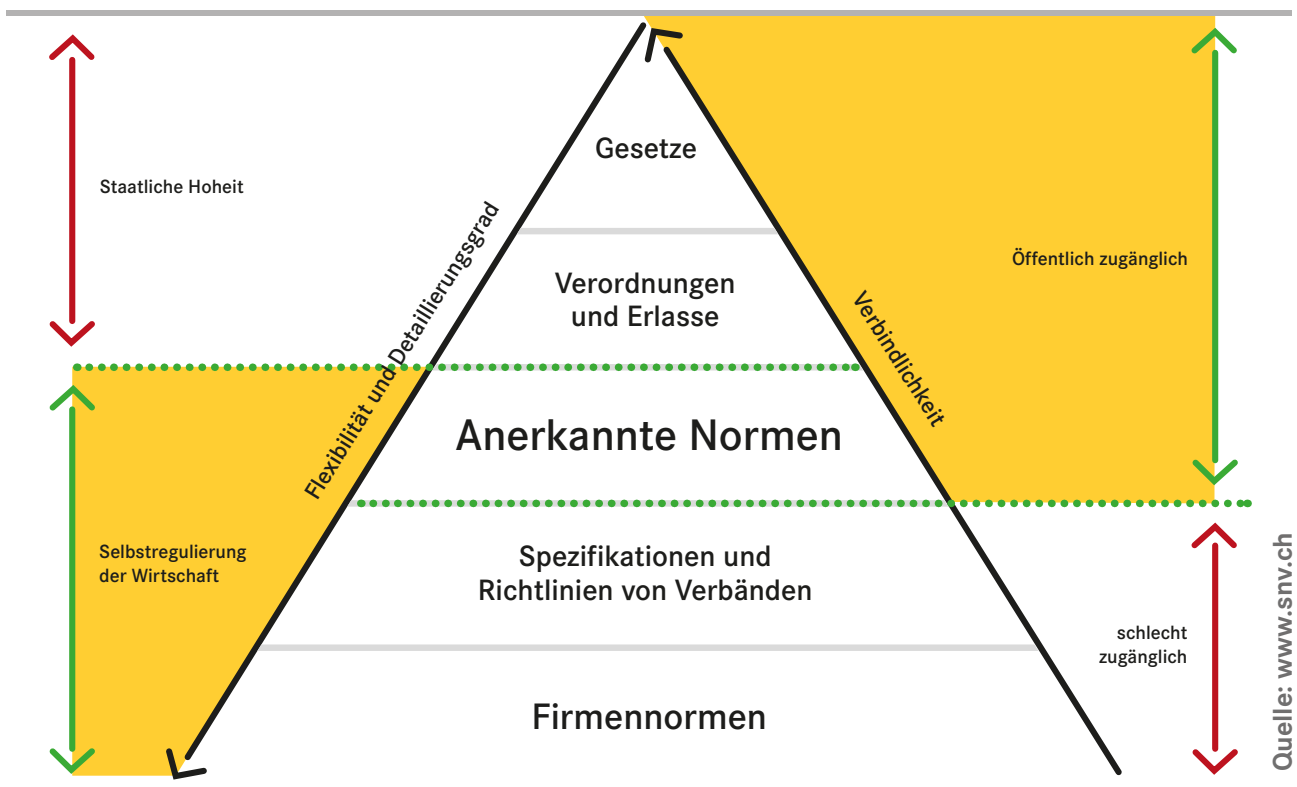 Gesetze
Staatliche Hoheit
Flexibilität und Detaillierungsgrad
Verordnungen
und Erlasse
Verbindlichkeit
Öffentlich zugänglich
Anerkannte Normen
Selbstregulierung
der Wirtschaft
Spezifikationen und
Richtlinien von Verbänden
schlecht
zugänglich
Firmennormen
Quelle: www.snv.ch